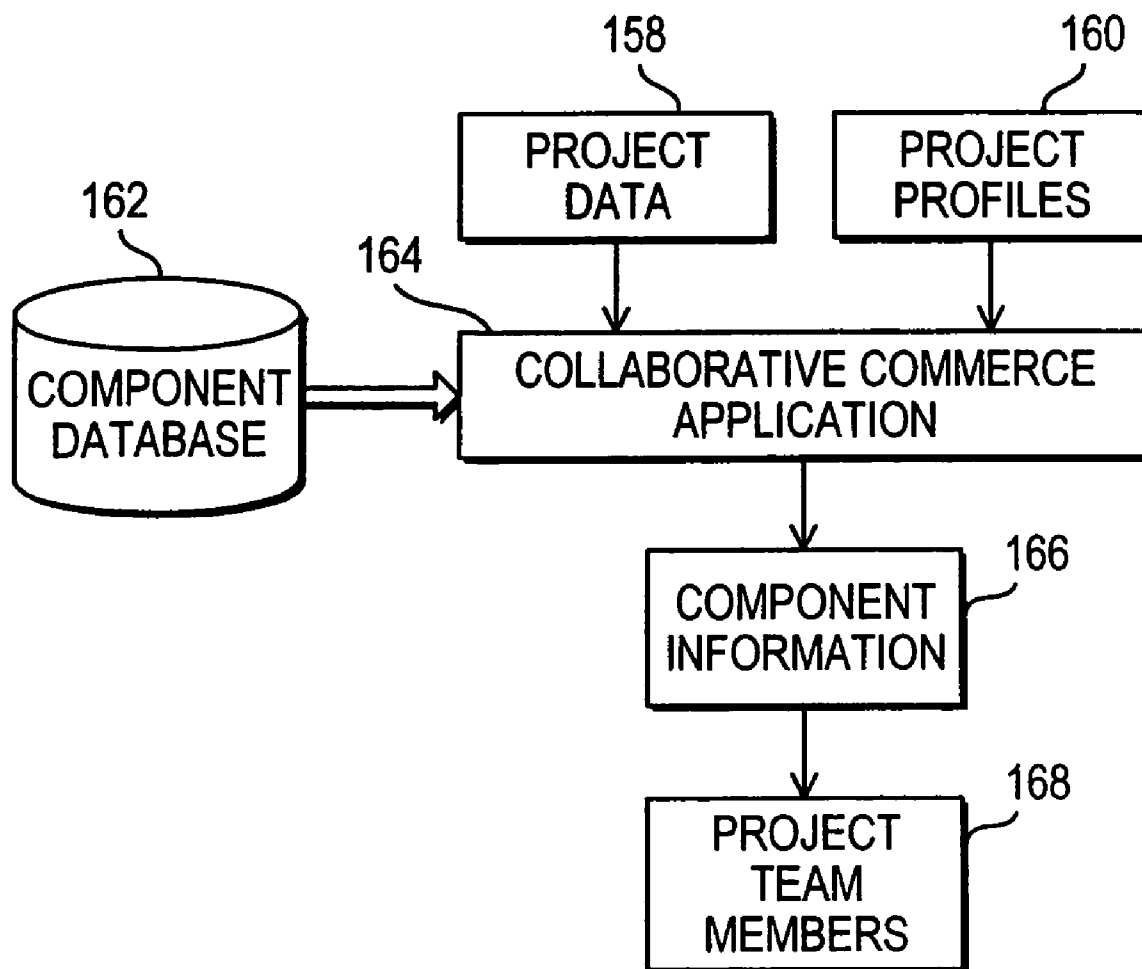 158
160
PROJECT
DATA
PROJECT
PROFILES
162
164
COMPONENT
DATABASE
COLLABORATIVE COMMERCE
APPLICATION
166
COMPONENT
INFORMATION
168
PROJECT
TEAM
MEMBERS